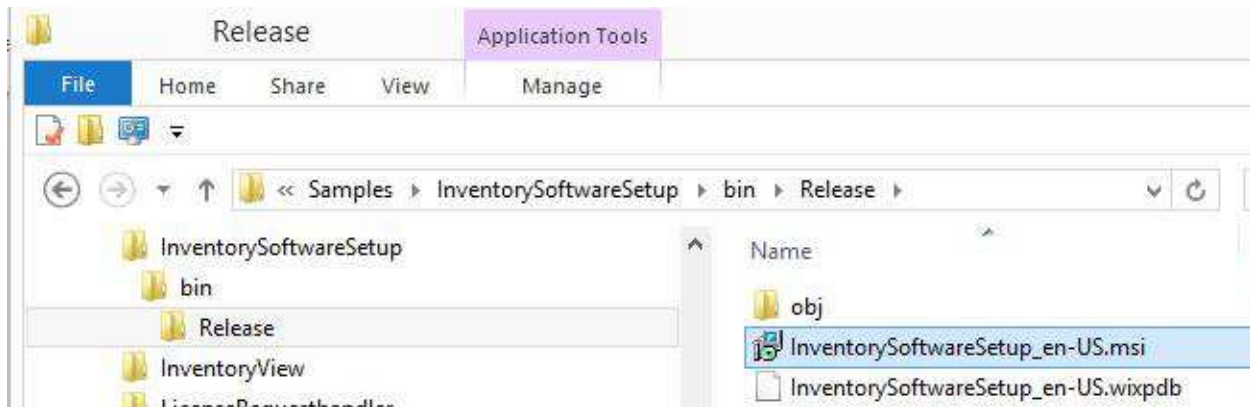 Release
Application Tools
File Home Share View Manage
« Samples InventorySoftwareSetup bin Release
InventorySoftwareSetup
bin
Release
InventoryView
Name
obj
InventorySoftwareSetup_en-US.msi
InventorySoftwareSetup_en-US.wixpdb